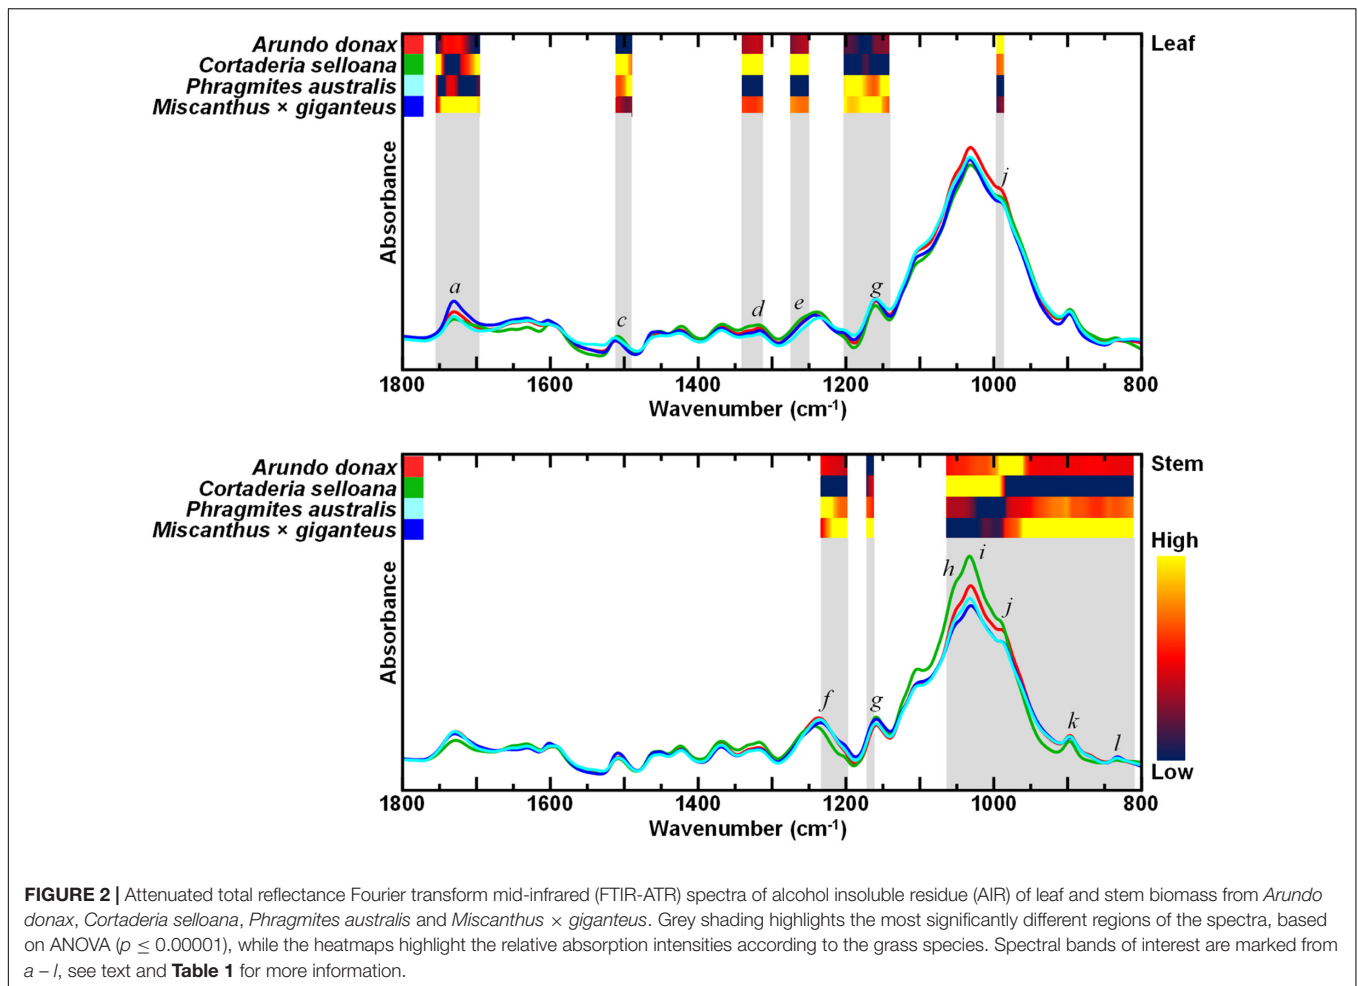 Arundo donax
Cortaderia selloana
Phragmites australis
Miscanthus × giganteus
Leaf
Absorbance
a
c
d
e
g
j
1800 1600 1400 1200 1000 800
Wavenumber (cm-1)
Arundo donax
Cortaderia selloana
Phragmites australis
Miscanthus × giganteus
Stem
High
Low
Absorbance
f
g
h
i
j
k
l
1800 1600 1400 1200 1000 800
Wavenumber (cm-1)
FIGURE 2 | Attenuated total reflectance Fourier transform mid-infrared (FTIR-ATR) spectra of alcohol insoluble residue (AIR) of leaf and stem biomass from Arundo
donax, Cortaderia selloana, Phragmites australis and Miscanthus × giganteus. Grey shading highlights the most significantly different regions of the spectra, based
on ANOVA (p ≤ 0.00001), while the heatmaps highlight the relative absorption intensities according to the grass species. Spectral bands of interest are marked from
a – l, see text and Table 1 for more information.